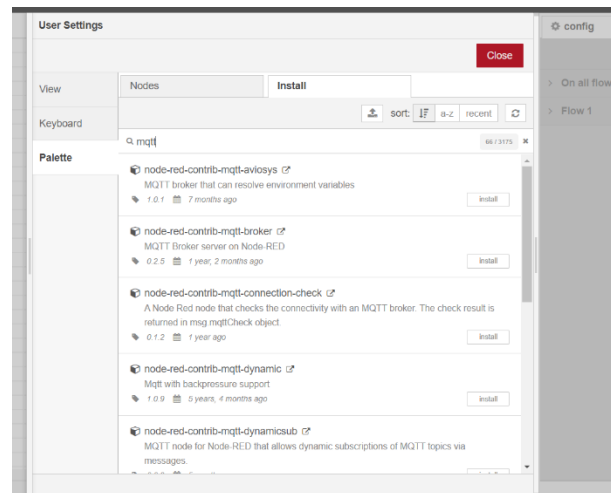 User Settings
config
Close
View
Nodes
Install
On all flow
sort:
a-z
recent
Keyboard
Flow 1
mqtt
66 / 3175
Palette
node-red-contrib-mqtt-aviosys
MQTT broker that can resolve environment variables
1.0.1 7 months ago
install
node-red-contrib-mqtt-broker
MQTT Broker server on Node-RED
0.2.5 1 year, 2 months ago
install
node-red-contrib-mqtt-connection-check
A Node Red node that checks the connectivity with an MQTT broker. The check result is
returned in msg.mqttCheck object.
0.1.2 1 year ago
install
node-red-contrib-mqtt-dynamic
Mqtt with backpressure support
1.0.9 5 years, 4 months ago
install
node-red-contrib-mqtt-dynamicsub
MQTT node for Node-RED that allows dynamic subscriptions of MQTT topics via
messages.